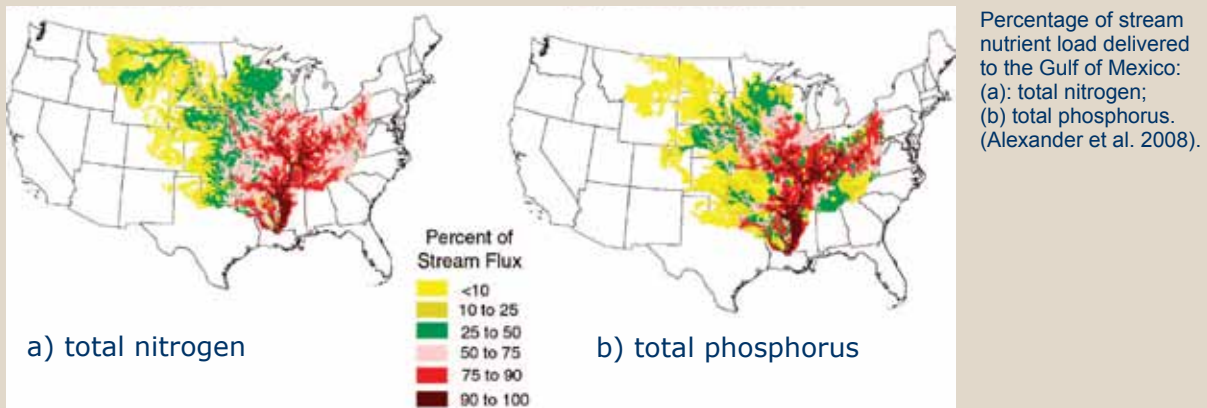 Percentage of stream
nutrient load delivered
to the Gulf of Mexico:
(a): total nitrogen;
(b) total phosphorus.
(Alexander et al. 2008).
Percent of
Stream Flux
<10
10 to 25
25 to 50
50 to 75
75 to 90
90 to 100
a) total nitrogen
b) total phosphorus